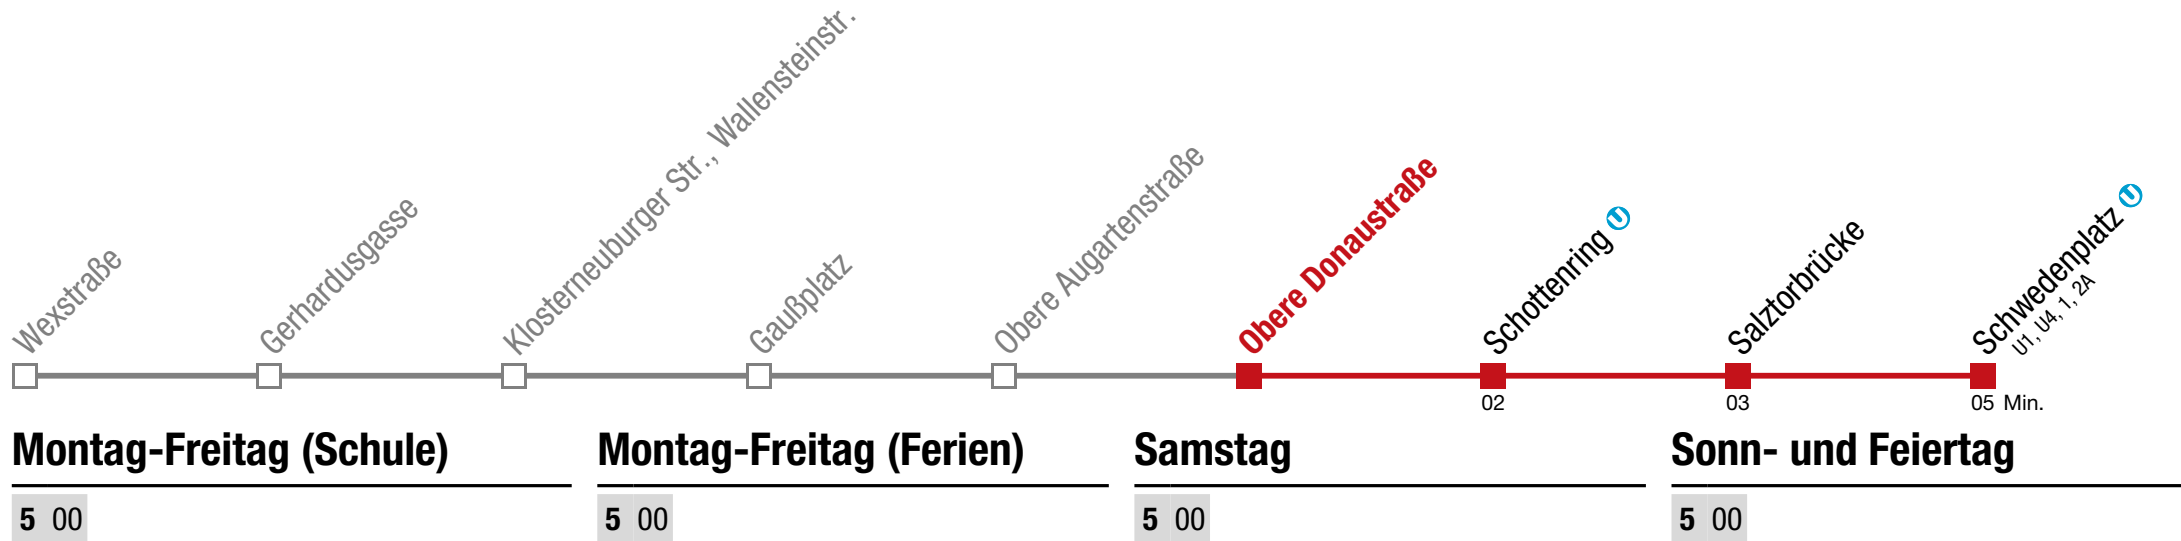 Wexstraße
Gerhardusgasse
Klosterneuburger Str., Wallensteinstr.
Gaußplatz
Obere Augartenstraße
Obere Donaustraße
Schottenring
Salztorbrücke
Schwedenplatz
U1, U4, 1, 2A
02 03 05 Min.
Montag-Freitag (Schule) Montag-Freitag (Ferien) Samstag Sonn- und Feiertag
5 00 5 00 5 00 5 00